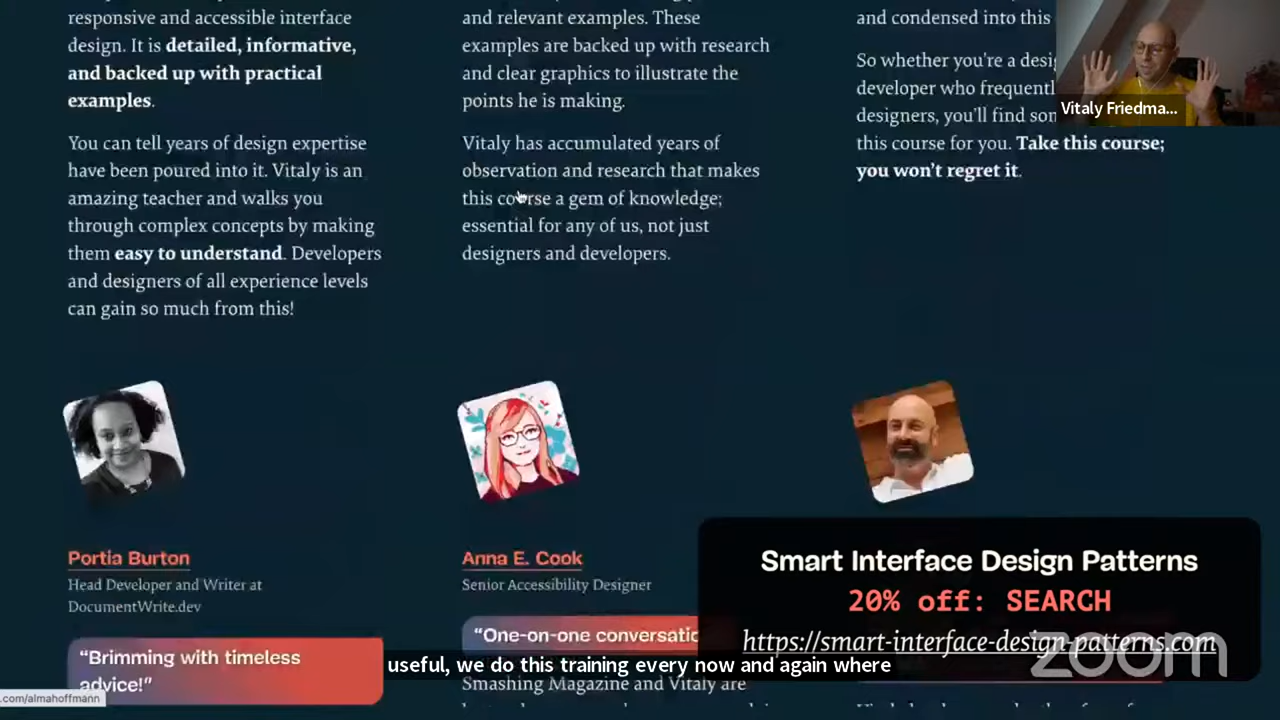 responsive and accessible interface
design. It is detailed, informative,
and backed up with practical
examples.
You can tell years of design expertise
have been poured into it. Vitaly is an
amazing teacher and walks you
through complex concepts by making
them easy to understand. Developers
and designers of all experience levels
can gain so much from this!
and relevant examples. These
examples are backed up with research
and clear graphics to illustrate the
points he is making.
Vitaly has accumulated years of
observation and research that makes
this course a gem of knowledge;
essential for any of us, not just
designers and developers.
and condensed into this
So whether you're a
developer who
designers, you'll find
this course for you. Take this course;
you won't regret it.
Vitaly Friedma...
Portia Burton
Head Developer and Writer at
DocumentWrite.dev
“Brimming with timeless
advice!”
Anna E. Cook
Senior Accessibility Designer
“One-on-one
Smashing Magazine and Vitaly are
Smart Interface Design Patterns
20% off: SEARCH
https://smart-interface-design-patterns.com
zoom
useful, we do this training every now and again where
.com/almahoffmann